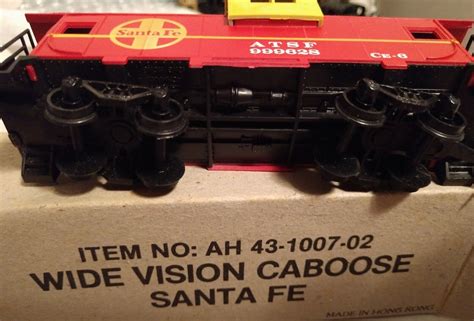 Santa Fe
ATSF
999628
CE-6
ITEM NO: AH 43-1007-02
WIDE VISION CABOOSE
SANTA FE
MADE IN HONG KONG